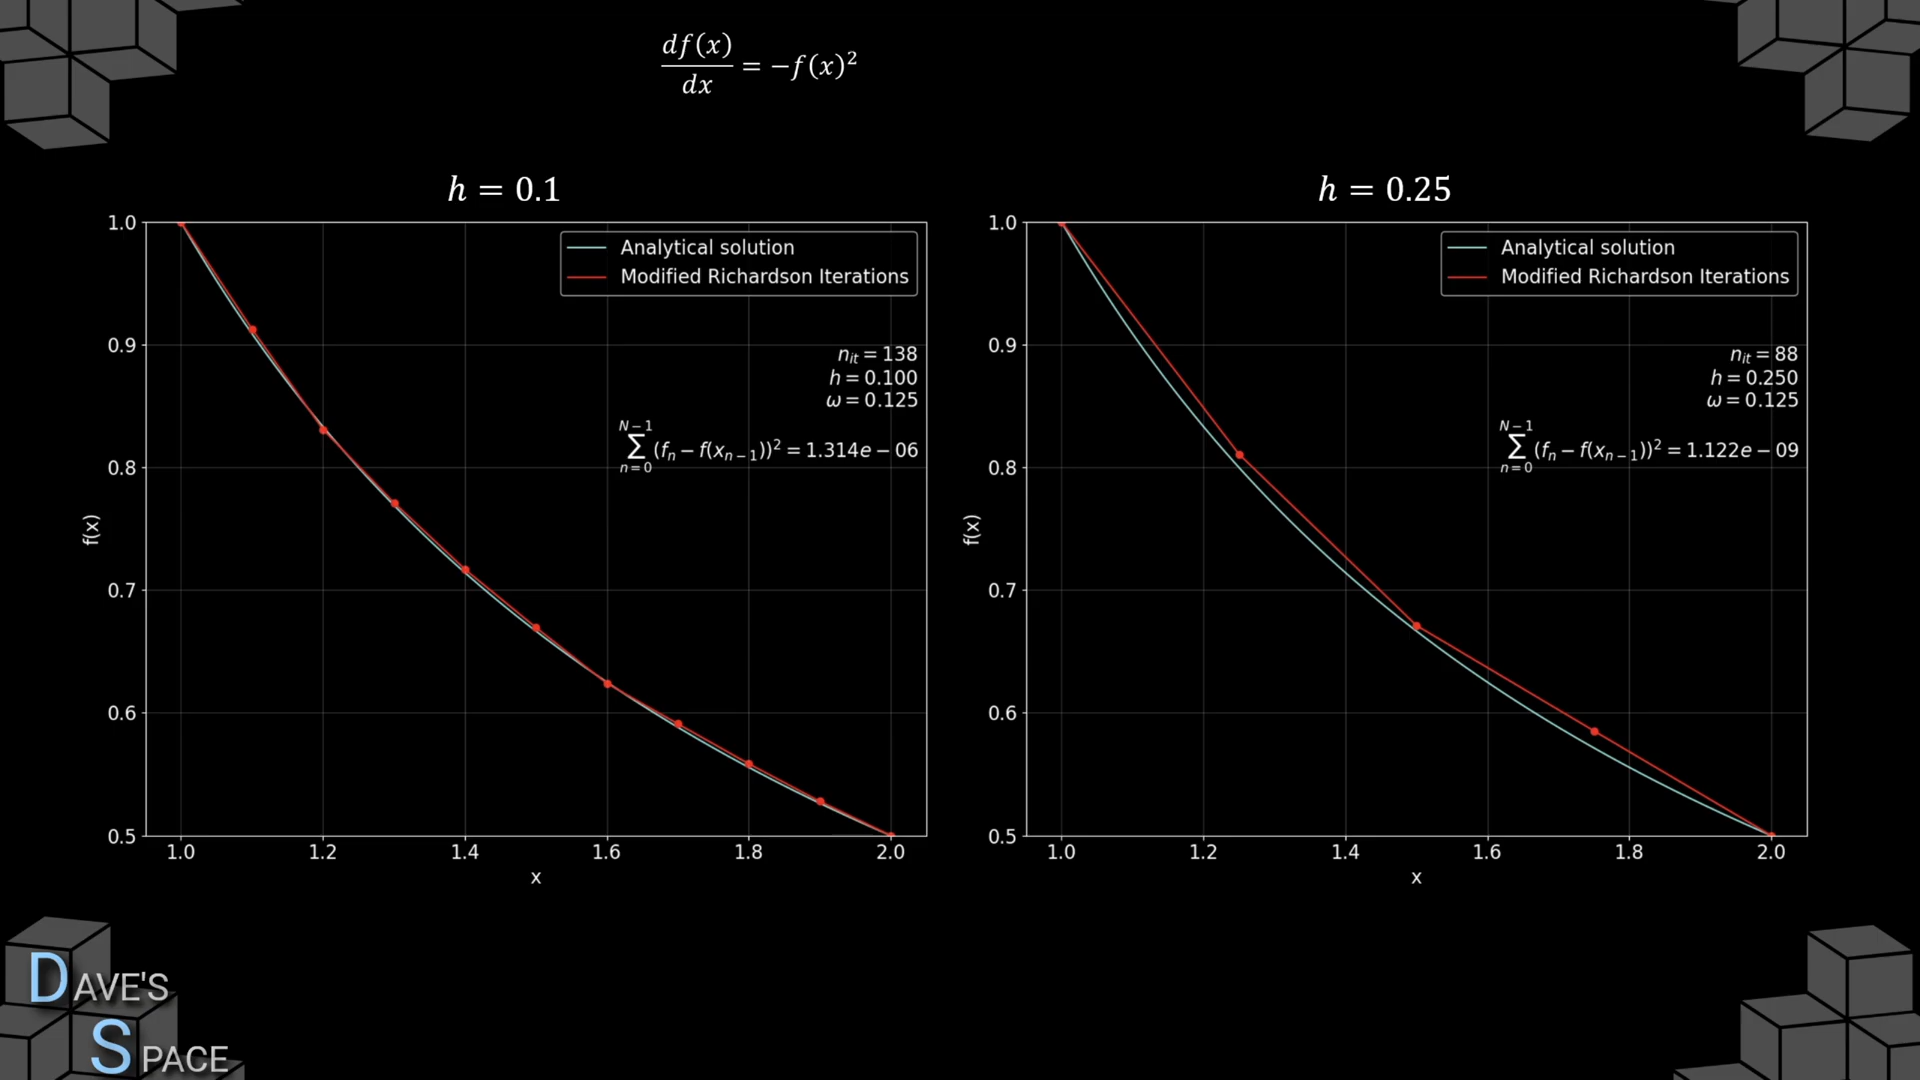 df(x)/dx = −f(x)²
h = 0.1
1.0
0.9
0.8
0.7
0.6
0.5
f(x)
Analytical solution
Modified Richardson Iterations
n_it = 138
h = 0.100
ω = 0.125
∑_{n=0}^{N−1} (f_n − f(x_{n−1}))² = 1.314e − 06
1.0 1.2 1.4 1.6 1.8 2.0
x
h = 0.25
1.0
0.9
0.8
0.7
0.6
0.5
f(x)
Analytical solution
Modified Richardson Iterations
n_it = 88
h = 0.250
ω = 0.125
∑_{n=0}^{N−1} (f_n − f(x_{n−1}))² = 1.122e − 09
1.0 1.2 1.4 1.6 1.8 2.0
x
DAVE'S
SPACE